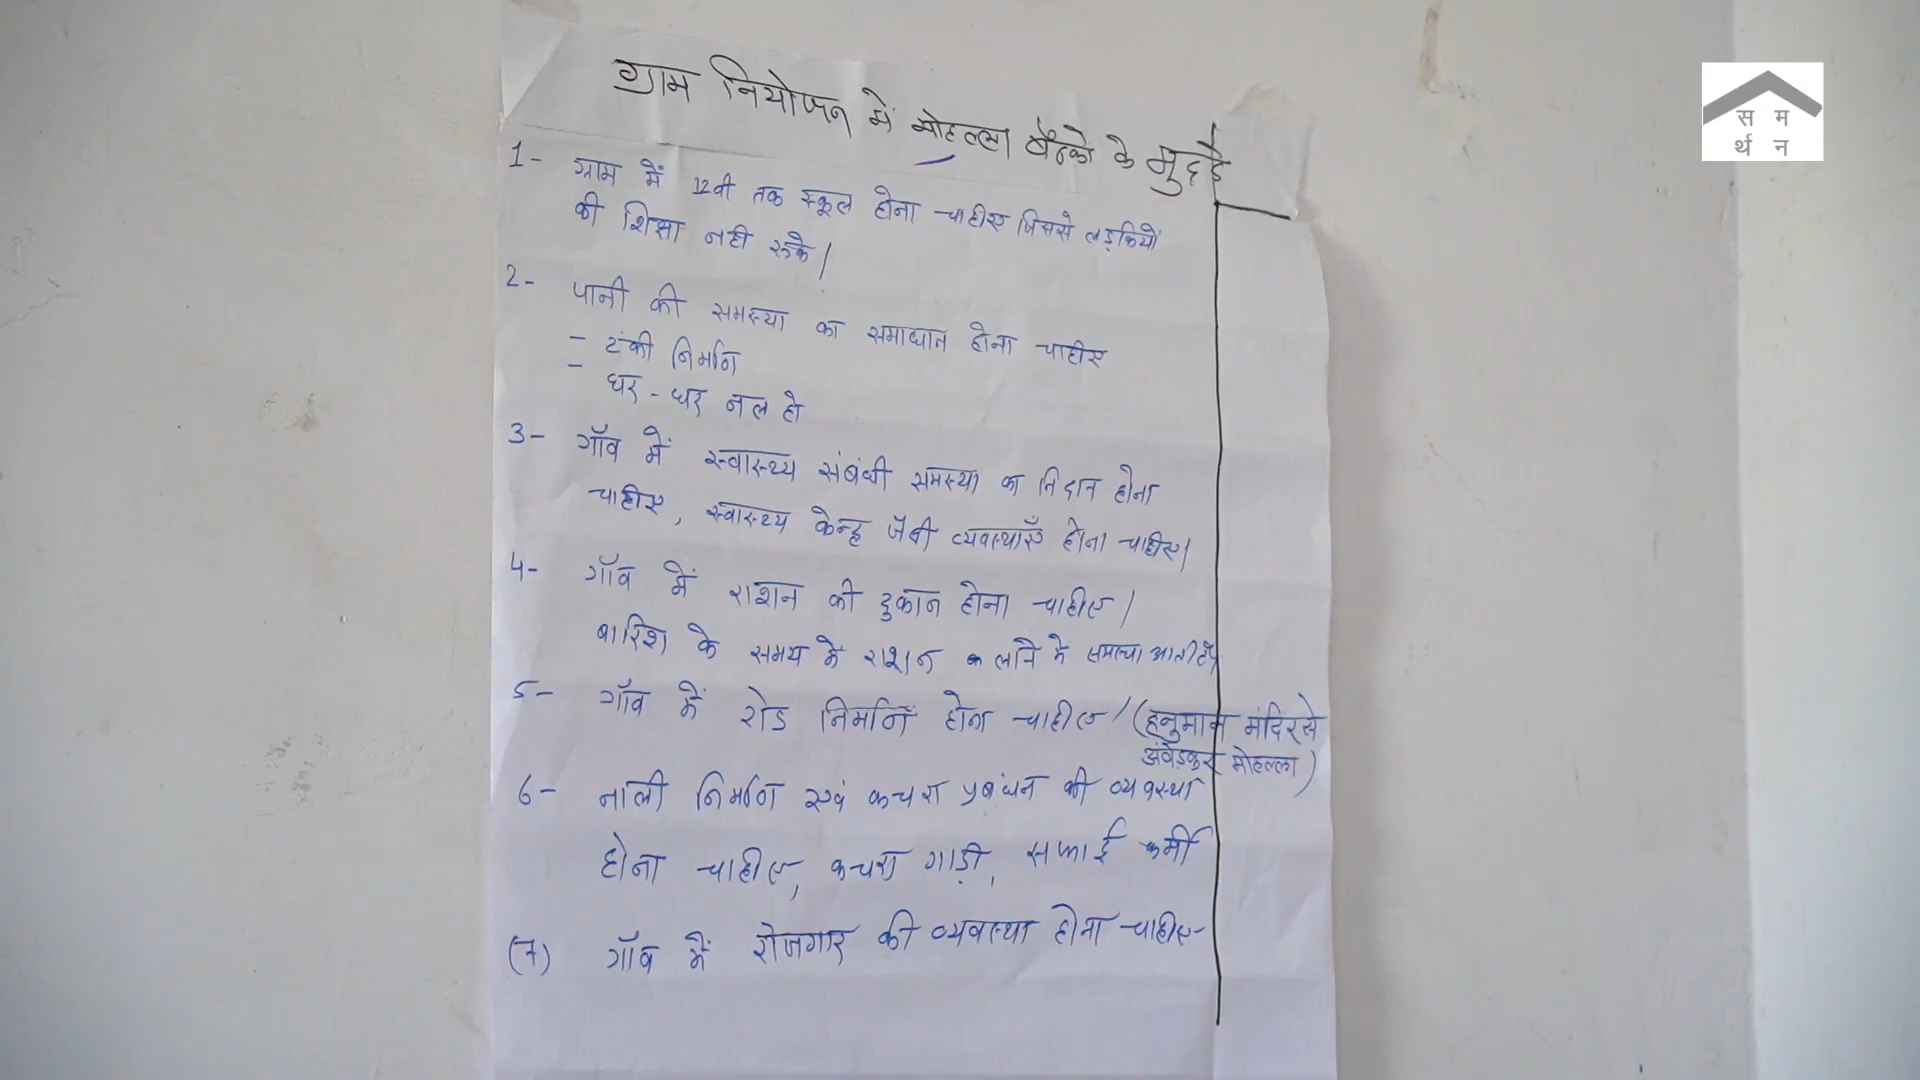 ग्राम नियोजन में मोहल्ला बैठको के मुद्दे
1- ग्राम में 12वी तक स्कूल होना चाहीए जिससे लड़कियों
की शिक्षा नही रुके।
2- पानी की समस्या का समाधान होना चाहीए
- टंकी निर्माण
- घर - घर नल हो
3- गाॅव में स्वास्थ्य संबंधी समस्या का निदान होना
चाहीए, स्वास्थ्य केन्द्र जैसी व्यवस्थाएँ होना चाहीए।
4- गाॅव में राशन की दुकान होना चाहीए।
बारिश के समय में राशन लाने में समस्या आती है।
5- गाॅव में रोड निर्माण होना चाहीए। (हनुमान मंदिर से
अंबेडकर मोहल्ला)
6- नाली निर्माण एवं कचरा प्रबंधन की व्यवस्था
होना चाहीए, कचरा गाड़ी, सफाई कर्मी
(7) गाॅव में रोजगार की व्यवस्था होना चाहीए
स म
र्थ न